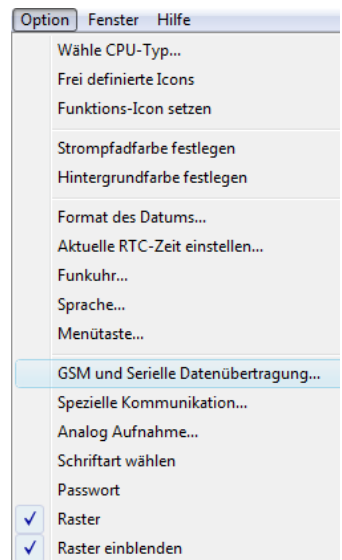 Option Fenster Hilfe
Wähle CPU-Typ...
Frei definierte Icons
Funktions-Icon setzen
Strompfadfarbe festlegen
Hintergrundfarbe festlegen
Format des Datums...
Aktuelle RTC-Zeit einstellen...
Funkuhr...
Sprache...
Menütaste...
GSM und Serielle Datenübertragung...
Spezielle Kommunikation...
Analog Aufnahme...
Schriftart wählen
Passwort
Raster
Raster einblenden